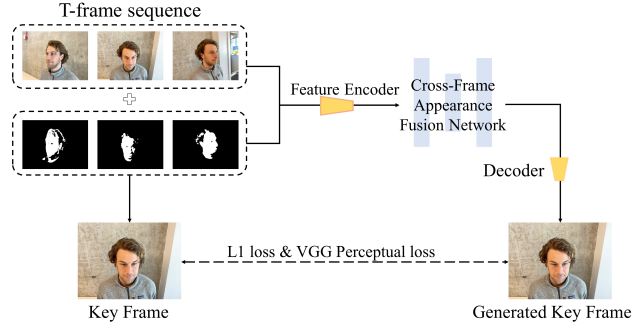 T-frame sequence
Feature Encoder
Cross-Frame
Appearance
Fusion Network
Decoder
L1 loss & VGG Perceptual loss
Key Frame
Generated Key Frame